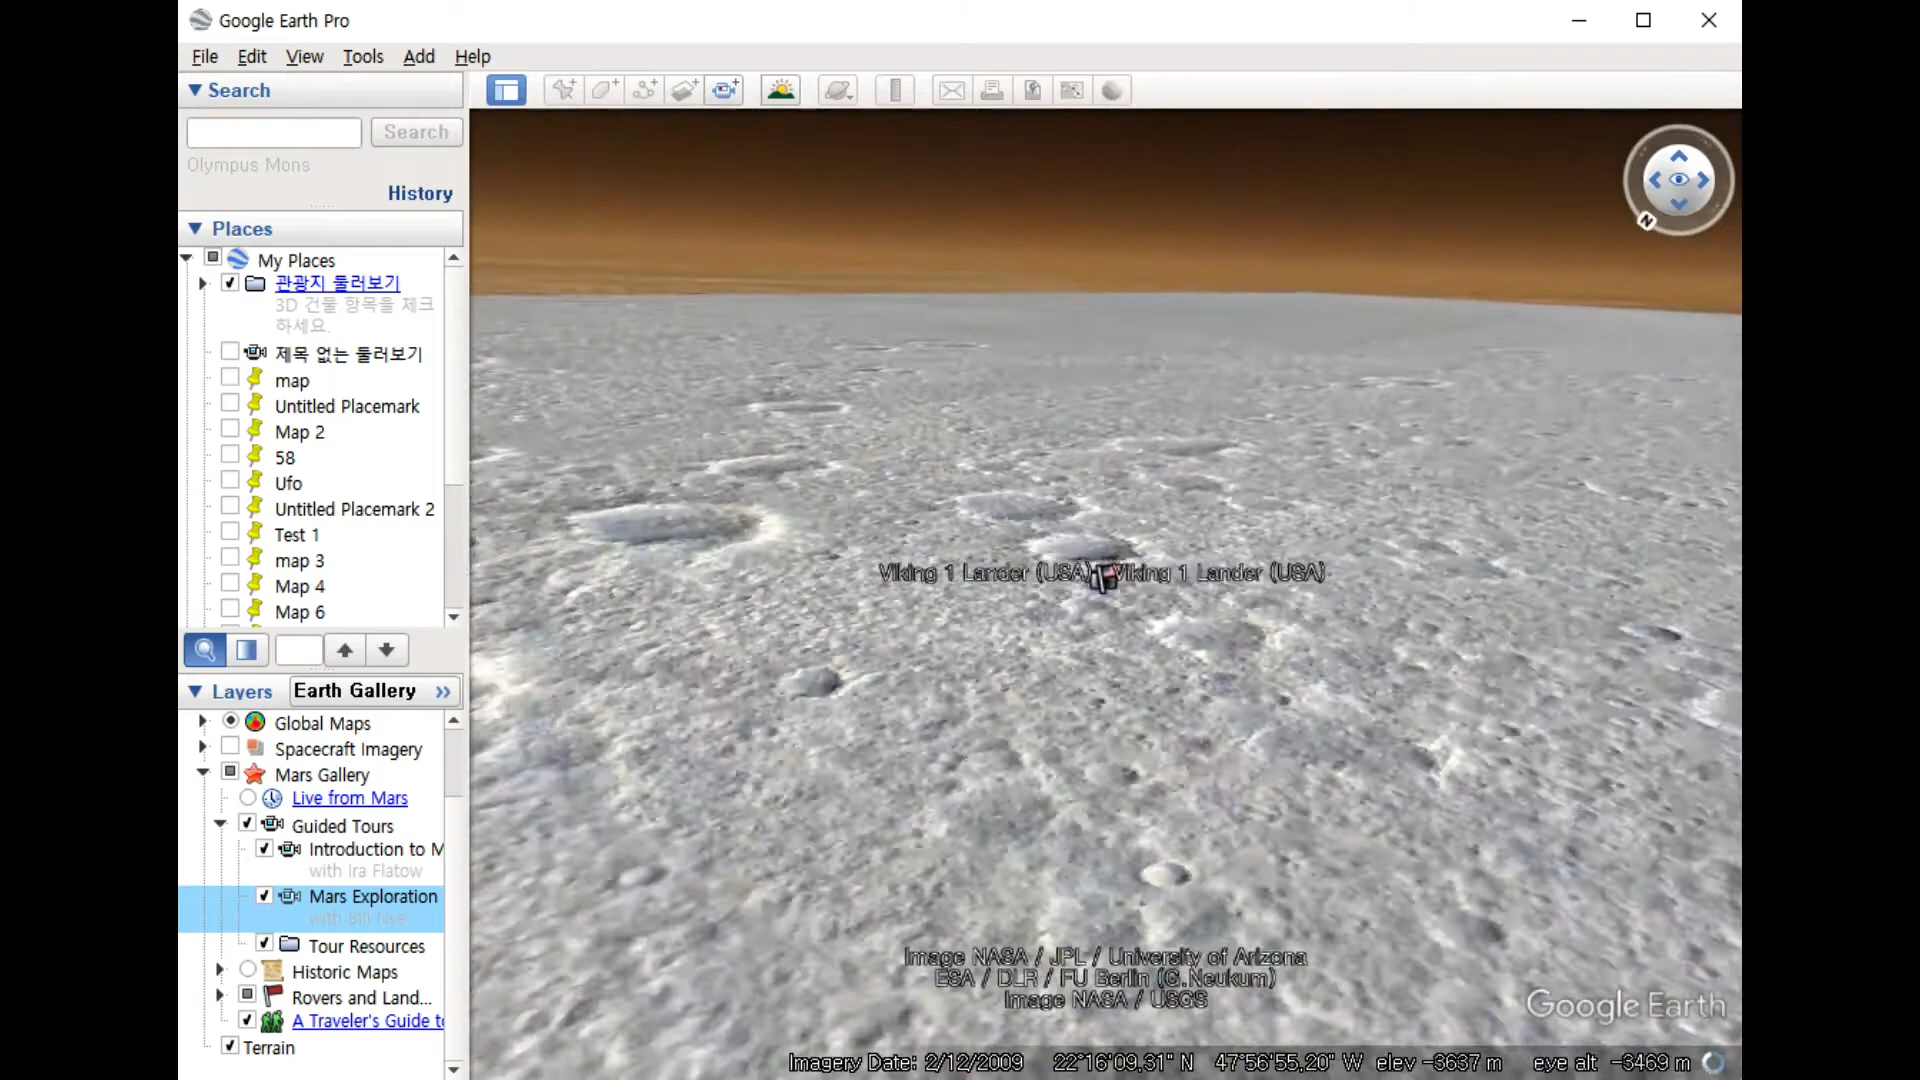 Google Earth Pro
File Edit View Tools Add Help
Search
Search
Olympus Mons
History
Places
My Places
관광지 둘러보기
3D 건물 항목을 체크
하세요.
제목 없는 둘러보기
map
Untitled Placemark
Map 2
58
Ufo
Untitled Placemark 2
Test 1
map 3
Map 4
Map 6
Layers Earth Gallery »
Global Maps
Spacecraft Imagery
Mars Gallery
Live from Mars
Guided Tours
Introduction to M
with Ira Flatow
Mars Exploration
with Bill Nye
Tour Resources
Historic Maps
Rovers and Land...
A Traveler's Guide to
Terrain
N
Viking 1 Lander (USA) Viking 1 Lander (USA)
Image NASA / JPL / University of Arizona
ESA / DLR / FU Berlin (G.Neukum)
Image NASA / USGS
Google Earth
Imagery Date: 2/12/2009 22°16'09.31" N 47°56'55.20" W elev -3637 m eye alt -3469 m